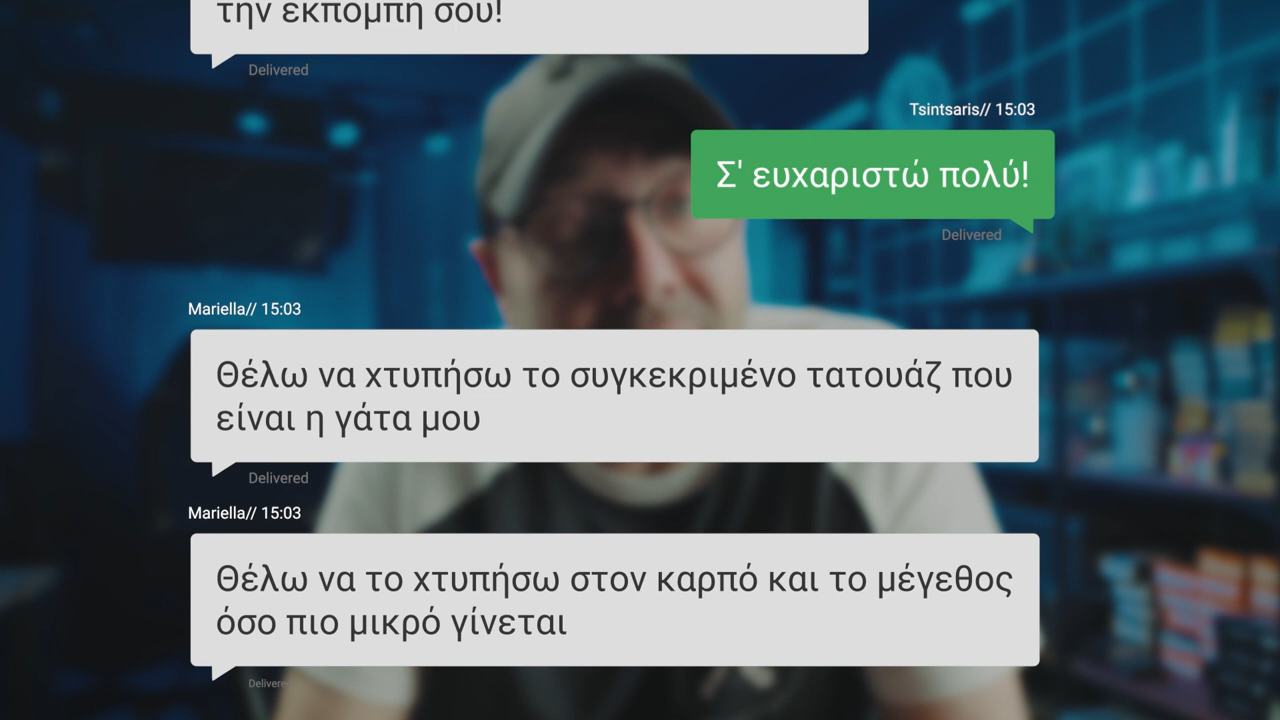 την εκπομπή σου!
Delivered
Tsintsaris// 15:03
Σ' ευχαριστώ πολύ!
Delivered
Mariella// 15:03
Θέλω να χτυπήσω το συγκεκριμένο τατουάζ που
είναι η γάτα μου
Delivered
Mariella// 15:03
Θέλω να το χτυπήσω στον καρπό και το μέγεθος
όσο πιο μικρό γίνεται
Delivere